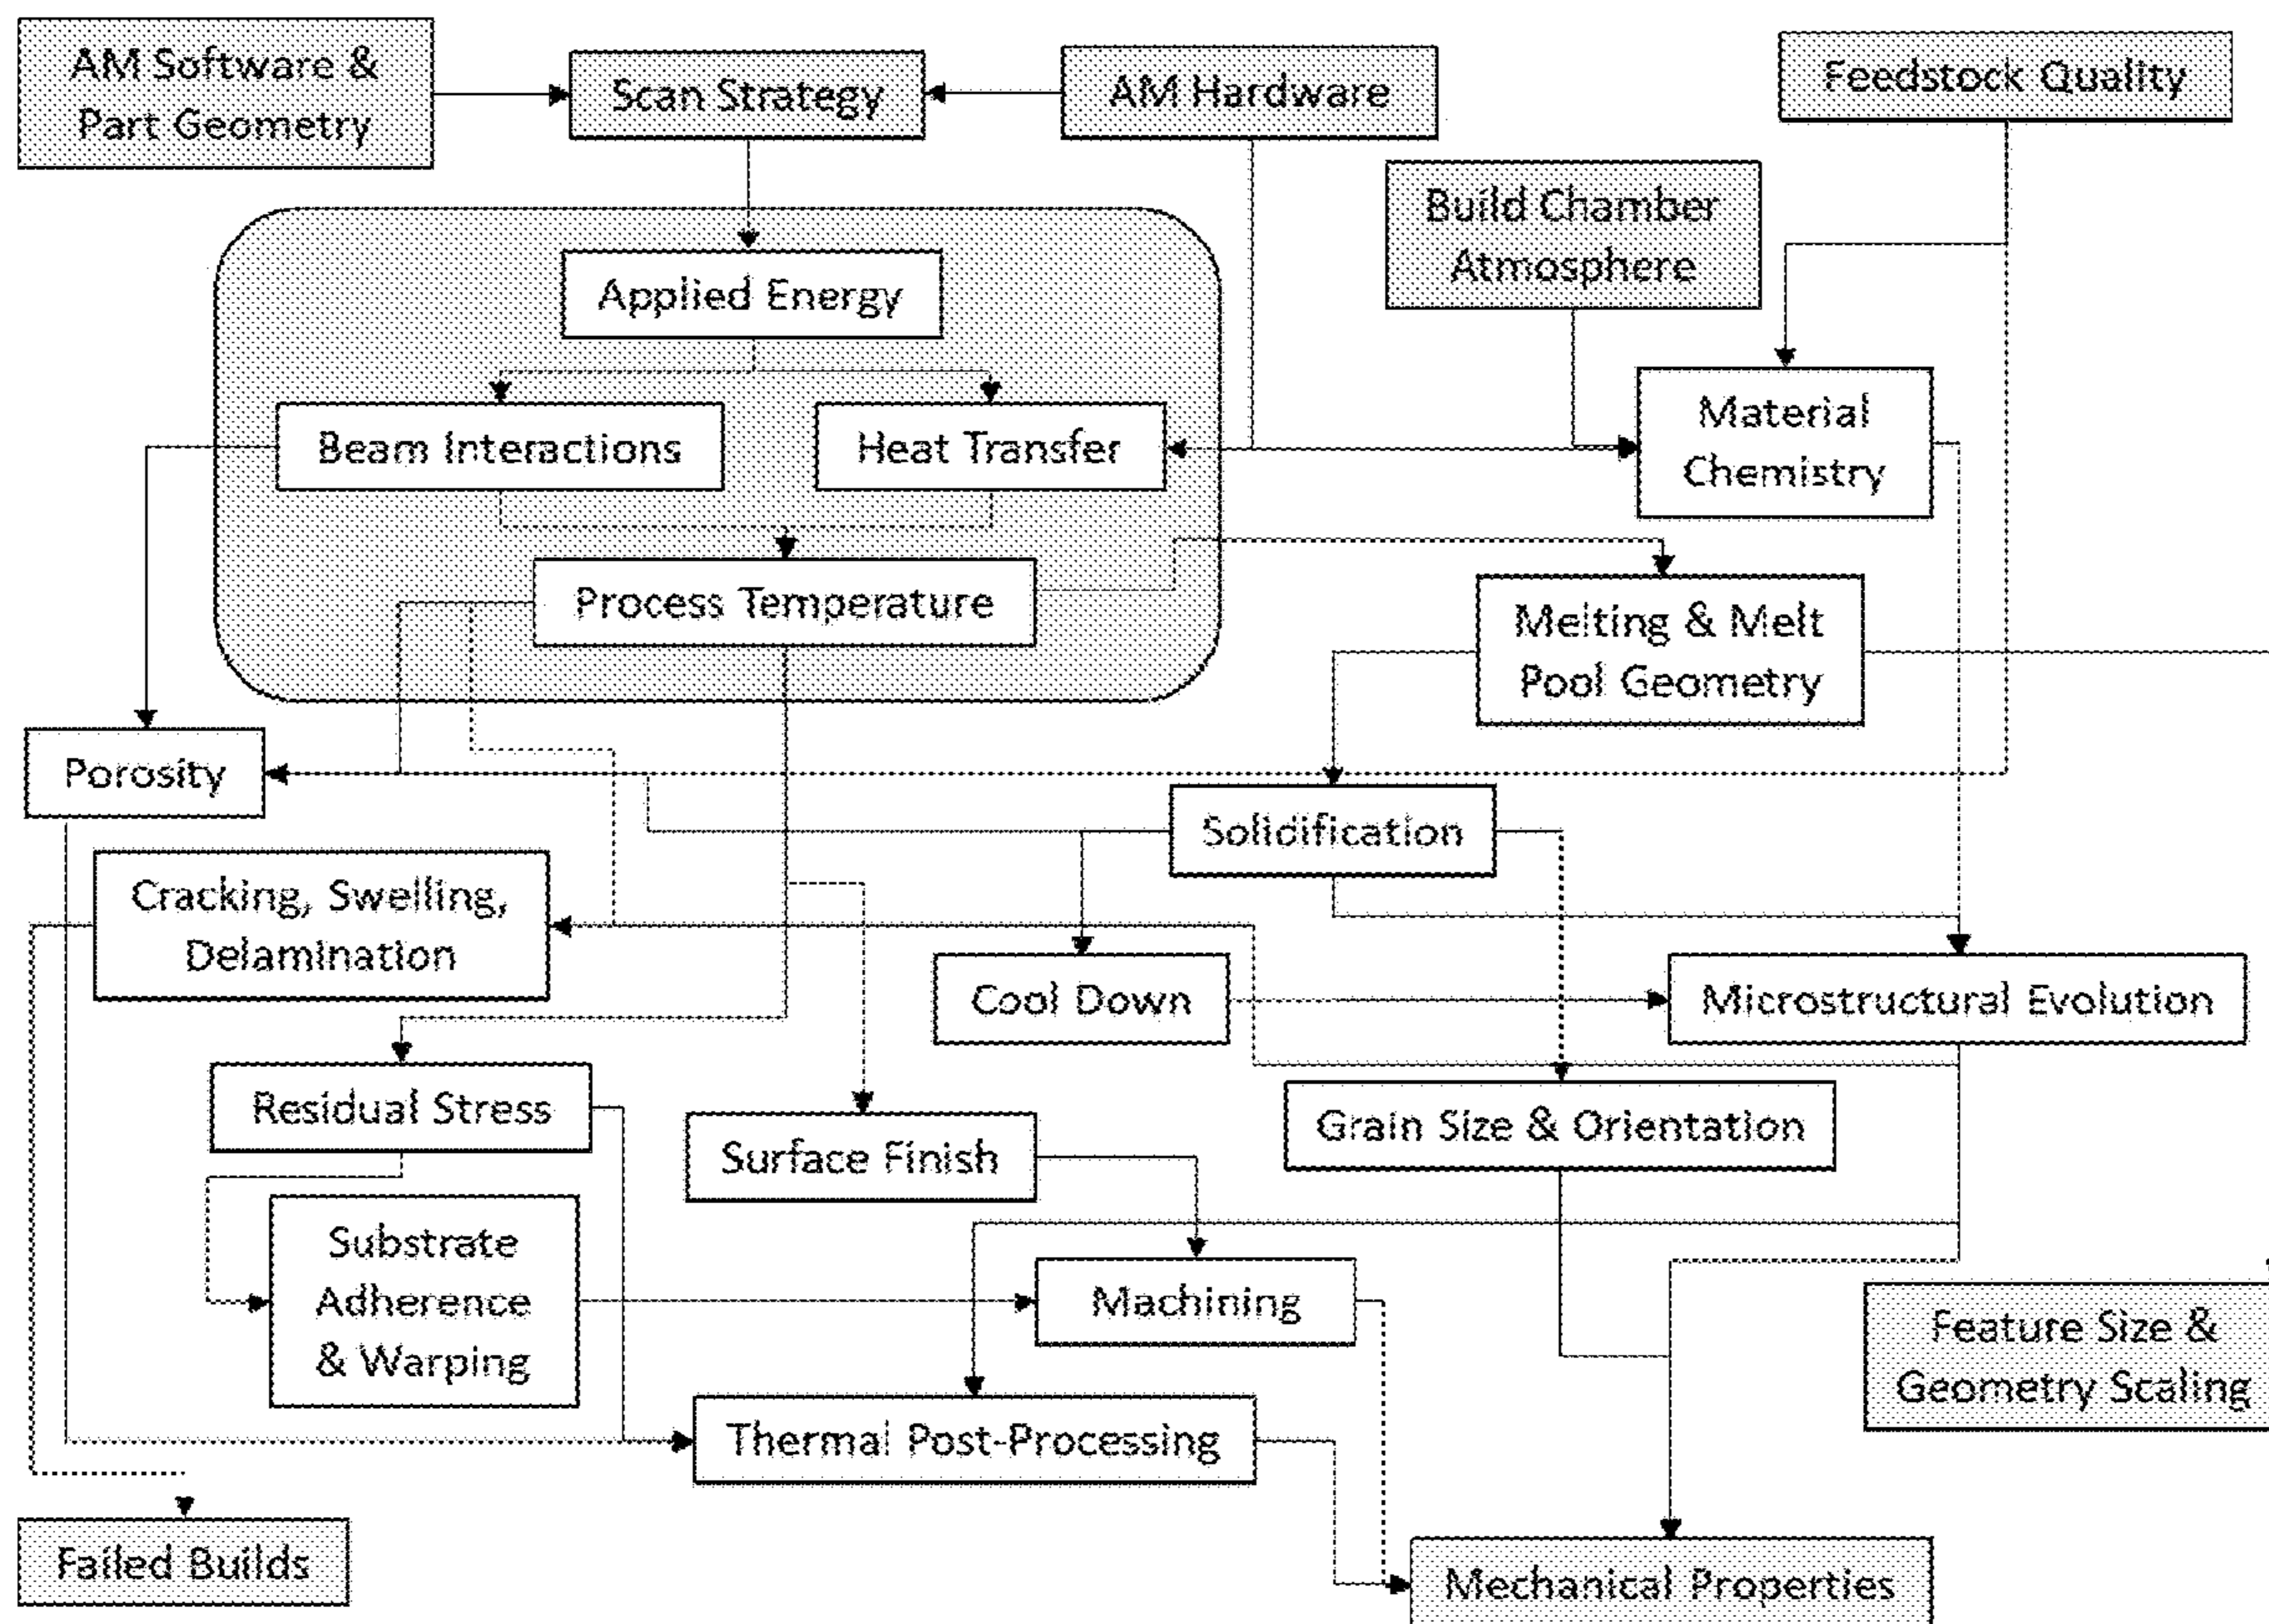 AM Software &
Part Geometry
Scan Strategy
AM Hardware
Feedstock Quality
Build Chamber
Atmosphere
Applied Energy
Beam Interactions
Heat Transfer
Material
Chemistry
Process Temperature
Melting & Melt
Pool Geometry
Porosity
Solidification
Cracking, Swelling,
Delamination
Cool Down
Microstructural Evolution
Residual Stress
Surface Finish
Grain Size & Orientation
Substrate
Adherence
& Warping
Machining
Feature Size &
Geometry Scaling
Thermal Post-Processing
Failed Builds
Mechanical Properties